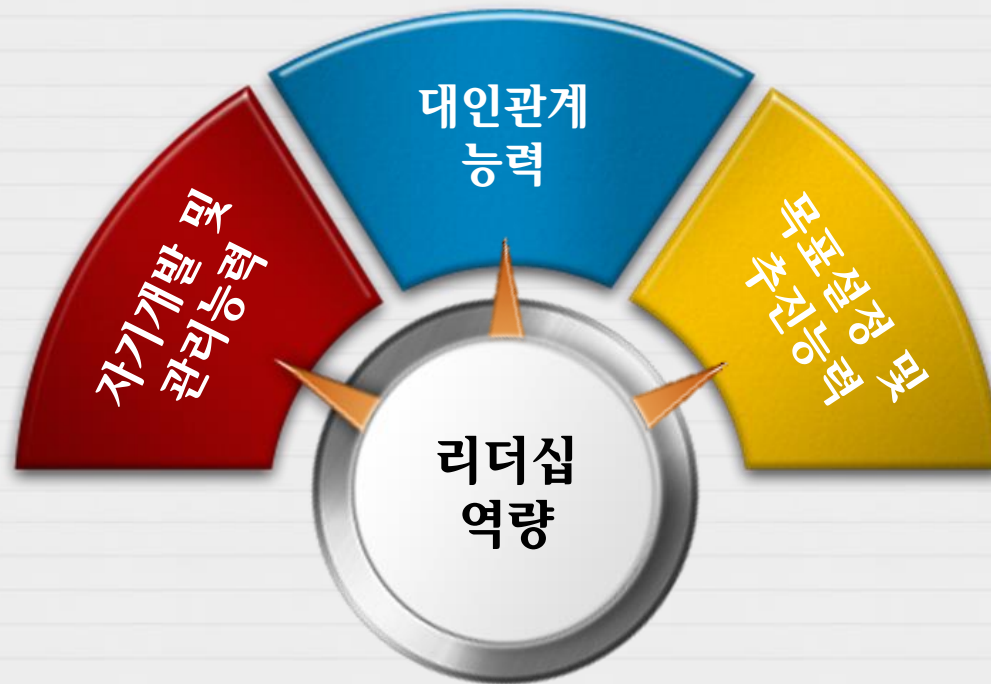 대인관계
능력
자기개발 및
관리능력
목표설정 및
추진능력
리더십
역량